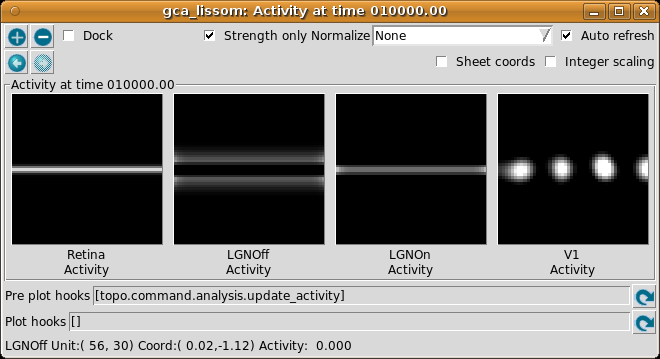 gca_lissom: Activity at time 010000.00
Dock Strength only Normalize None Auto refresh
Sheet coords Integer scaling
Activity at time 010000.00
Retina LGNOff LGNOn V1
Activity Activity Activity Activity
Pre plot hooks [topo.command.analysis.update_activity]
Plot hooks []
LGNOff Unit:( 56, 30) Coord:( 0.02,-1.12) Activity:  0.000